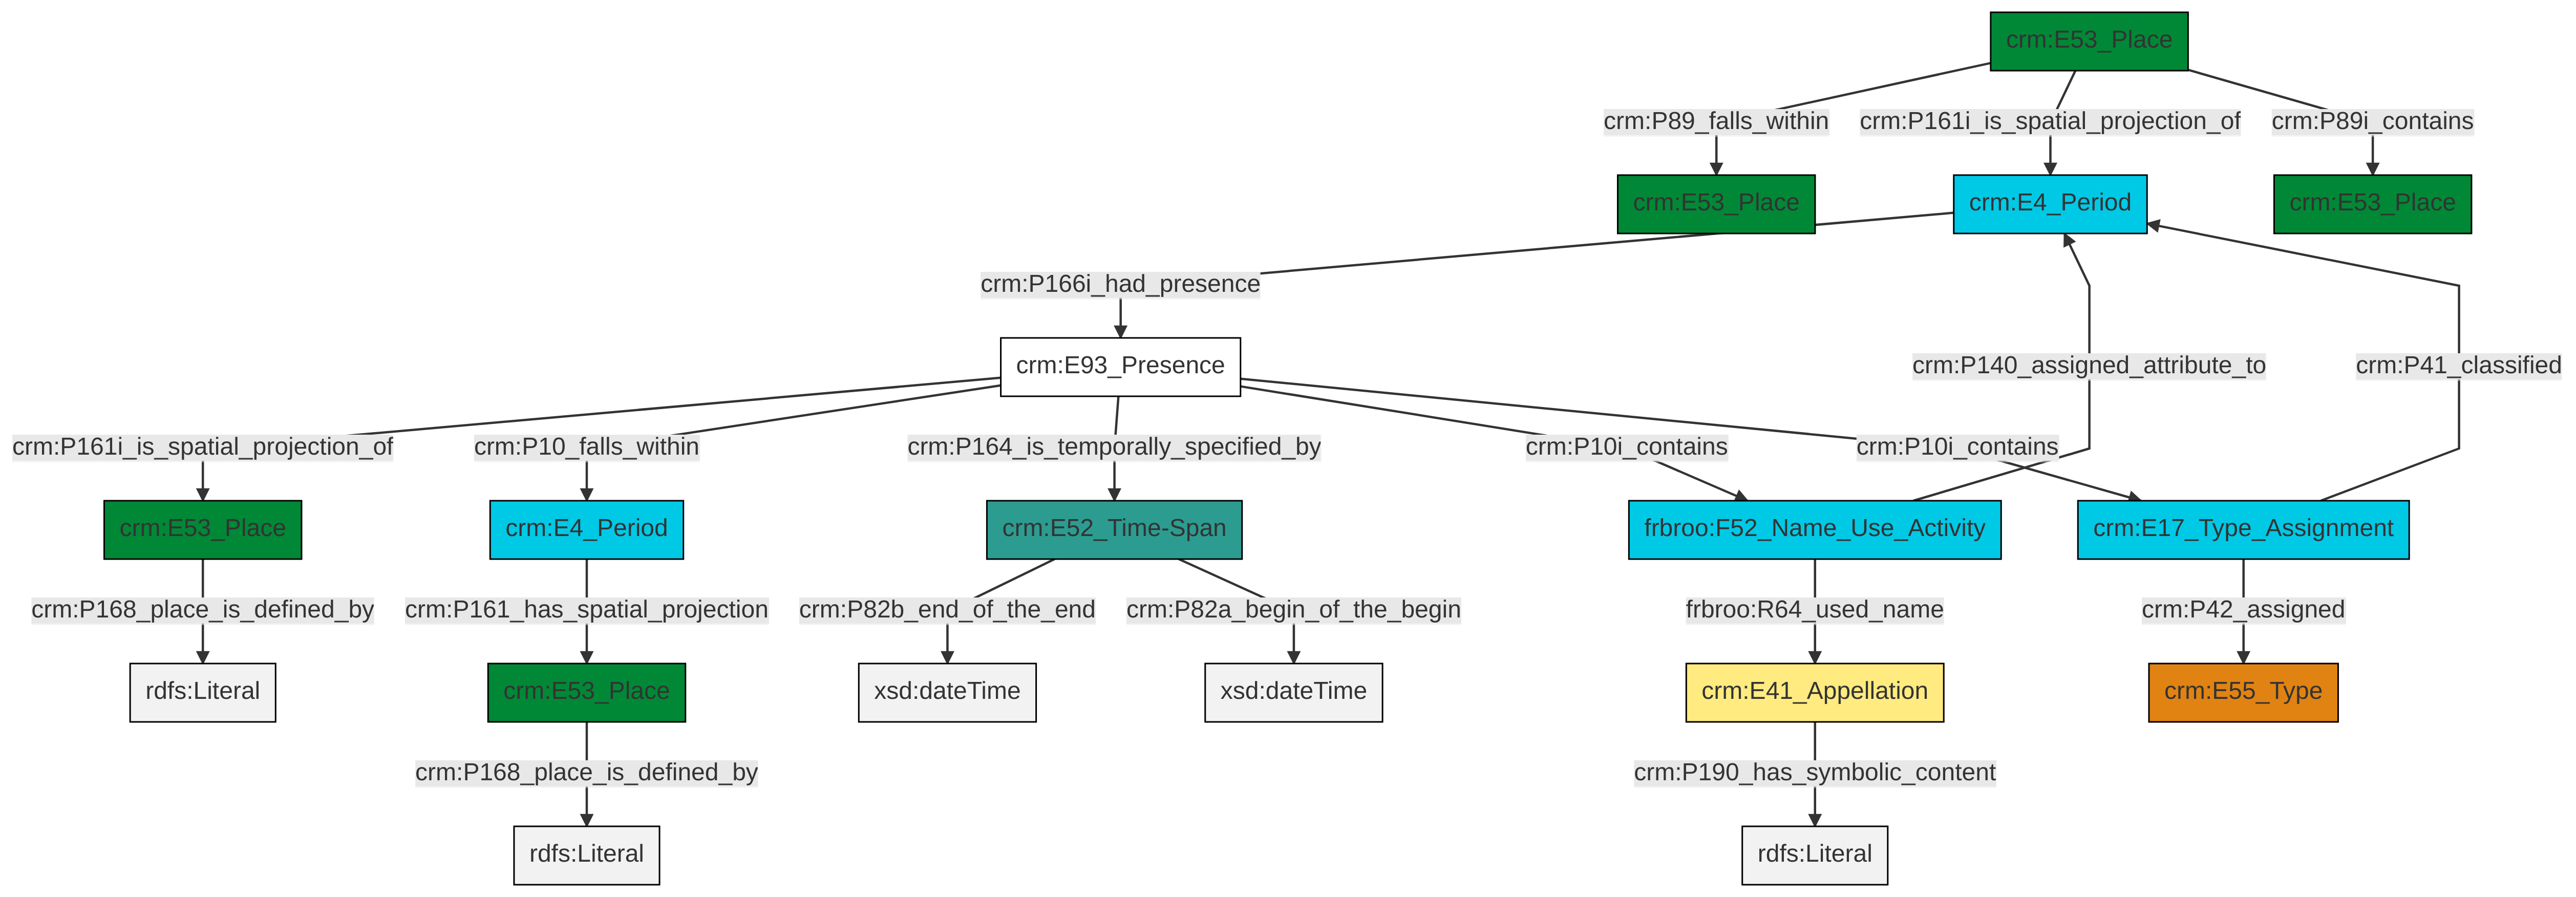 crm:E53_Place
crm:P89_falls_within
crm:P161i_is_spatial_projection_of
crm:P89i_contains
crm:E53_Place
crm:E4_Period
crm:E53_Place
crm:P166i_had_presence
crm:E93_Presence
crm:P140_assigned_attribute_to
crm:P41_classified
crm:P161i_is_spatial_projection_of
crm:P10_falls_within
crm:P164_is_temporally_specified_by
crm:P10i_contains
crm:P10i_contains
crm:E53_Place
crm:E4_Period
crm:E52_Time-Span
frbroo:F52_Name_Use_Activity
crm:E17_Type_Assignment
crm:P168_place_is_defined_by
crm:P161_has_spatial_projection
crm:P82b_end_of_the_end
crm:P82a_begin_of_the_begin
frbroo:R64_used_name
crm:P42_assigned
rdfs:Literal
crm:E53_Place
xsd:dateTime
xsd:dateTime
crm:E41_Appellation
crm:E55_Type
crm:P168_place_is_defined_by
crm:P190_has_symbolic_content
rdfs:Literal
rdfs:Literal